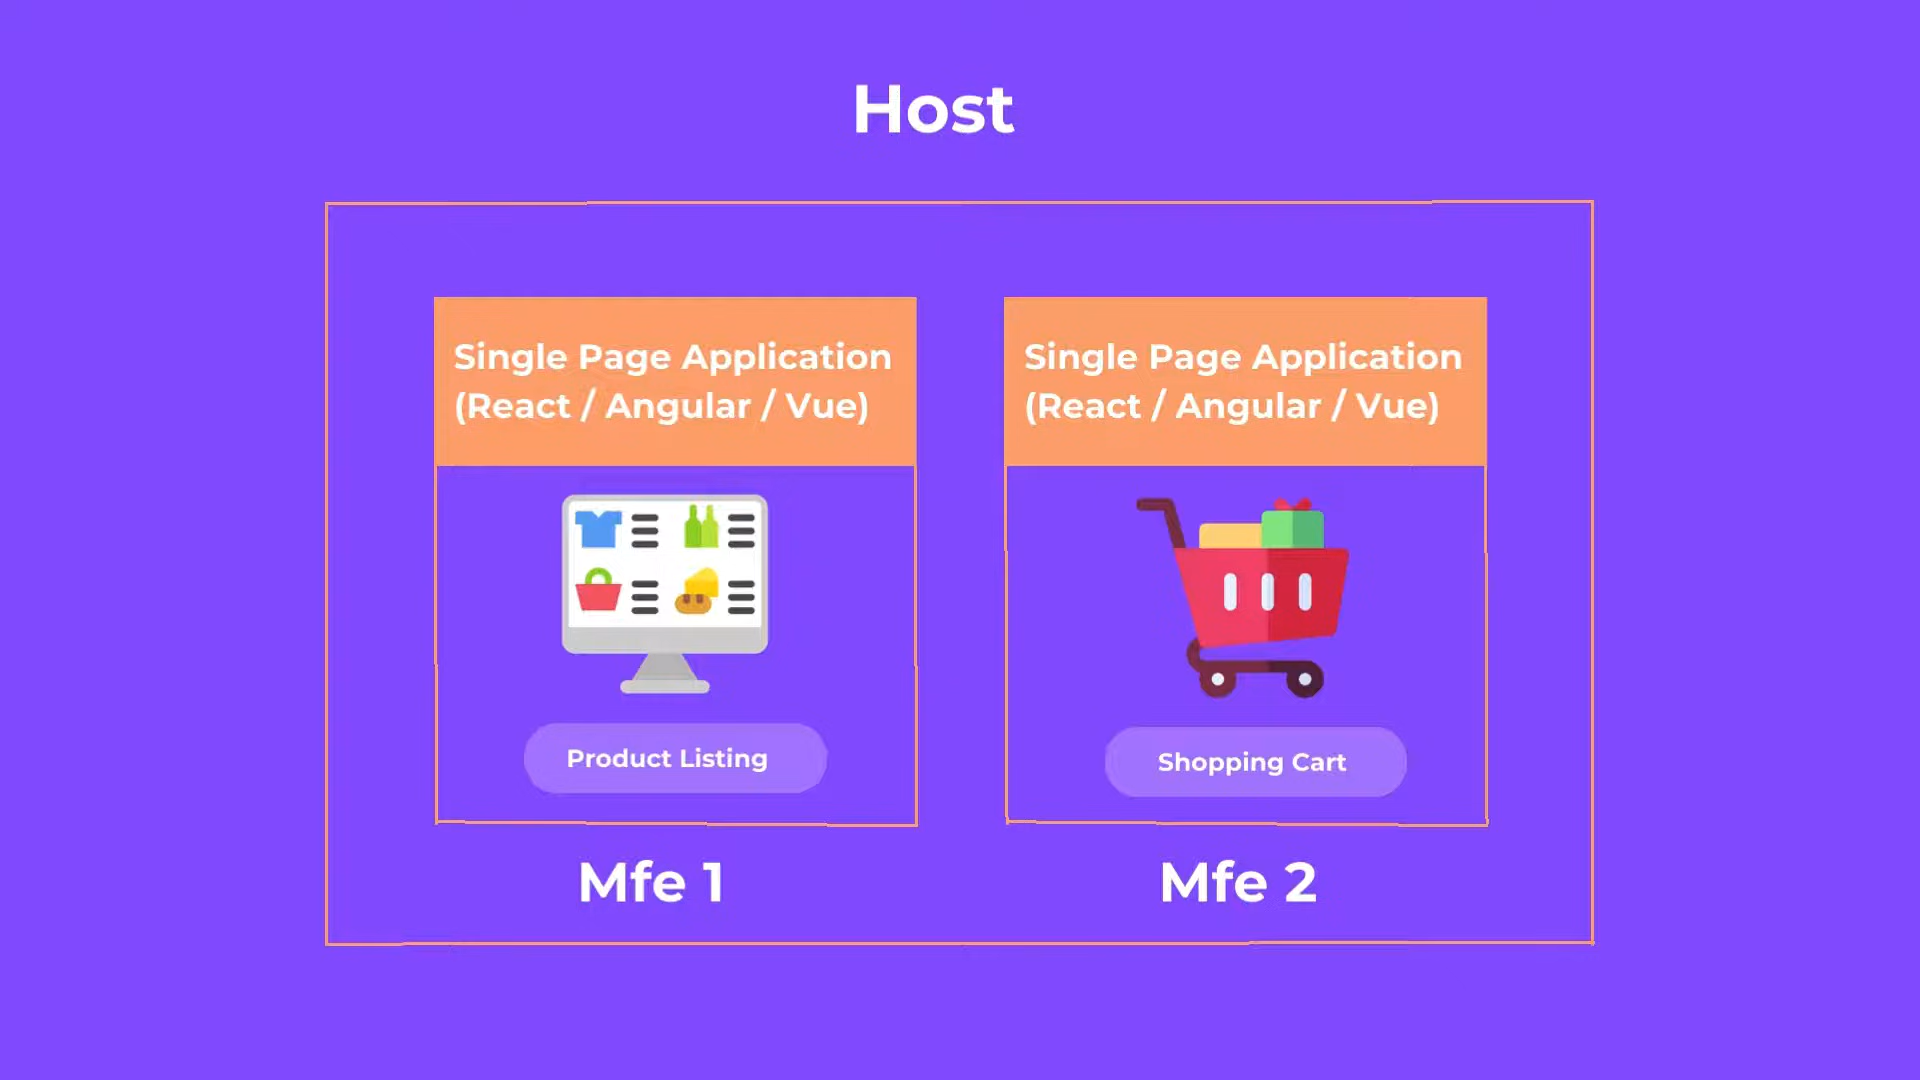 Host
Single Page Application
(React / Angular / Vue)
Product Listing
Mfe 1
Single Page Application
(React / Angular / Vue)
Shopping Cart
Mfe 2